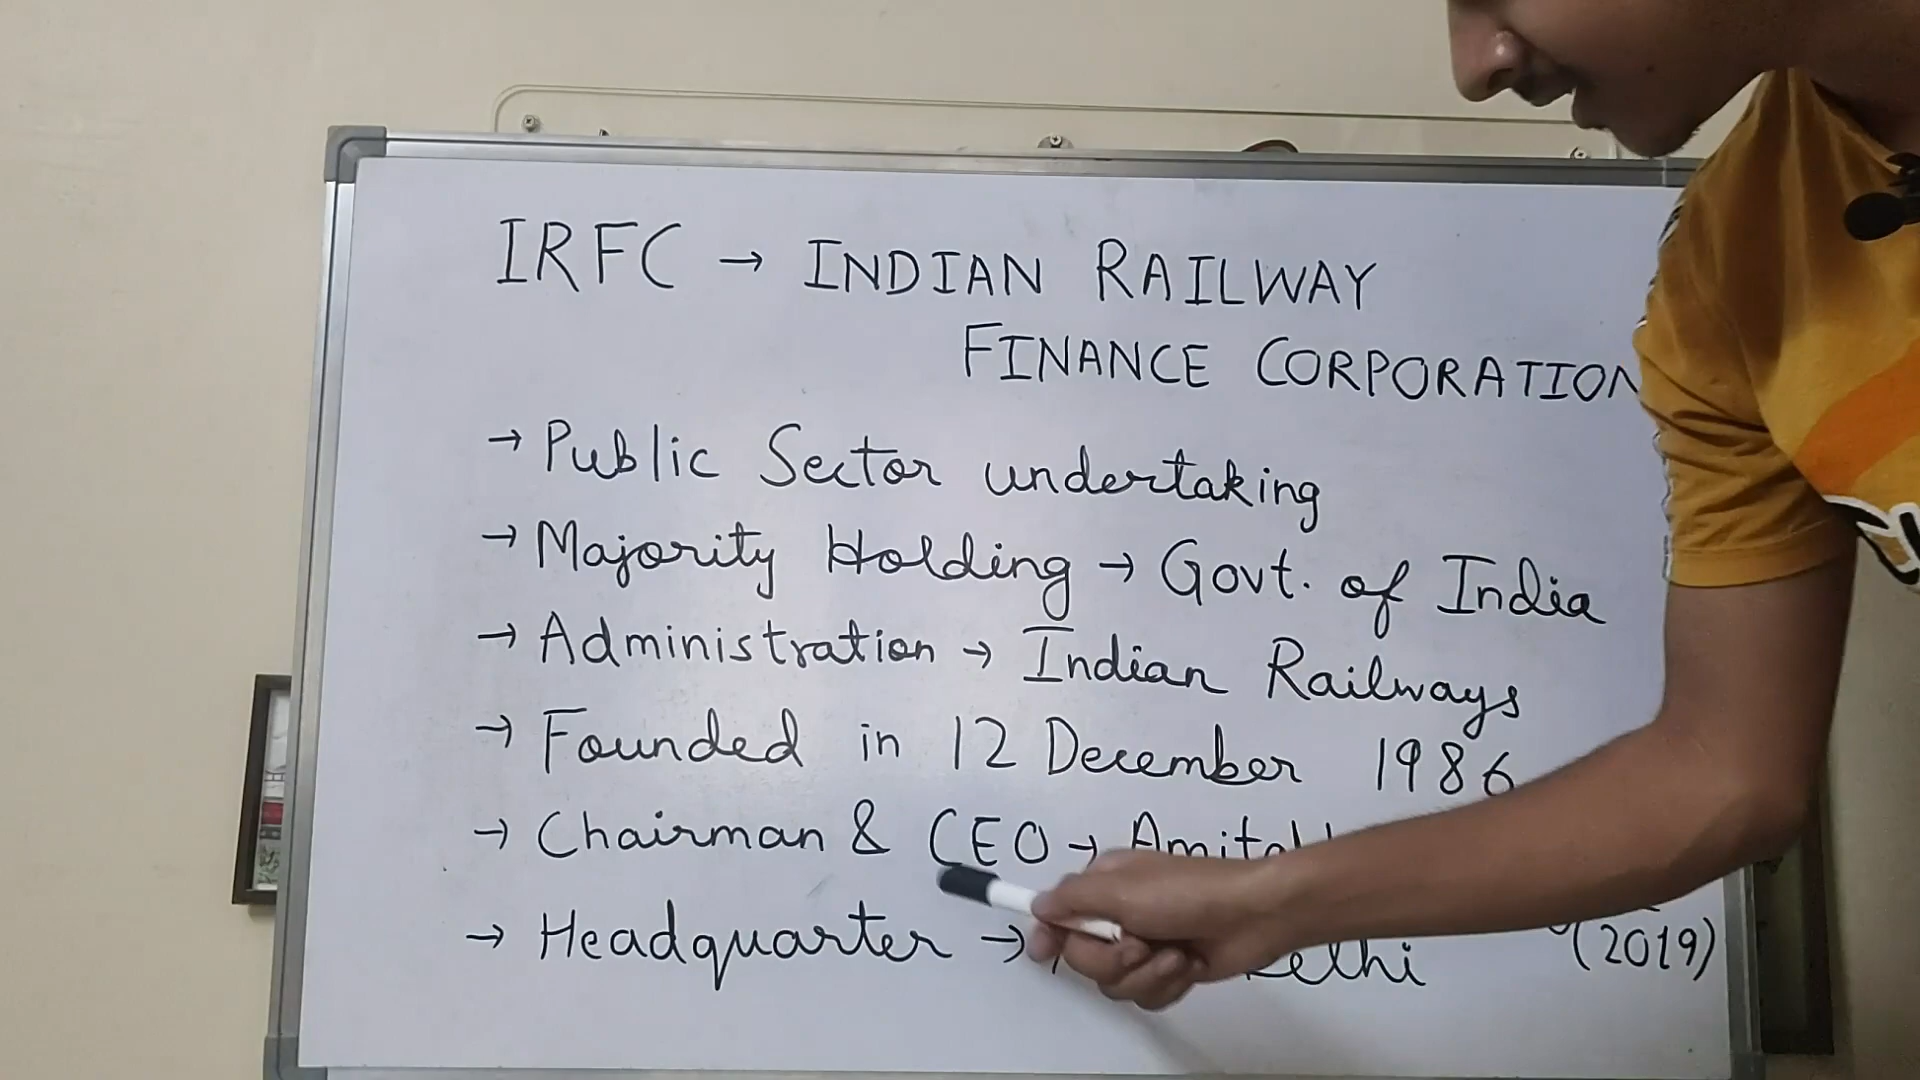 IRFC → INDIAN RAILWAY
FINANCE CORPORATION
→ Public Sector undertaking
→ Majority Holding → Govt. of India
→ Administration → Indian Railways
→ Founded in 12 December 1986
→ Chairman & CEO →
(2019)
→ Headquarter →